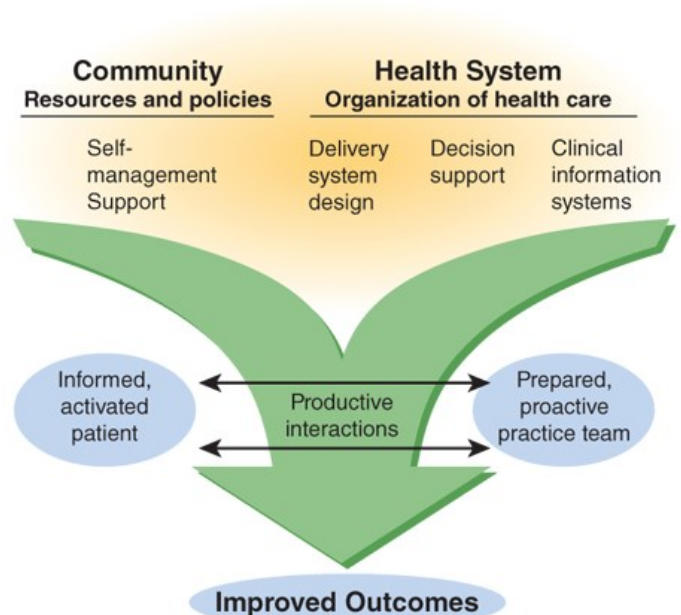 Community
Resources and policies
Health System
Organization of health care
Self-
management
Support
Delivery
system
design
Decision
support
Clinical
information
systems
Informed,
activated
patient
Productive
interactions
Prepared,
proactive
practice team
Improved Outcomes